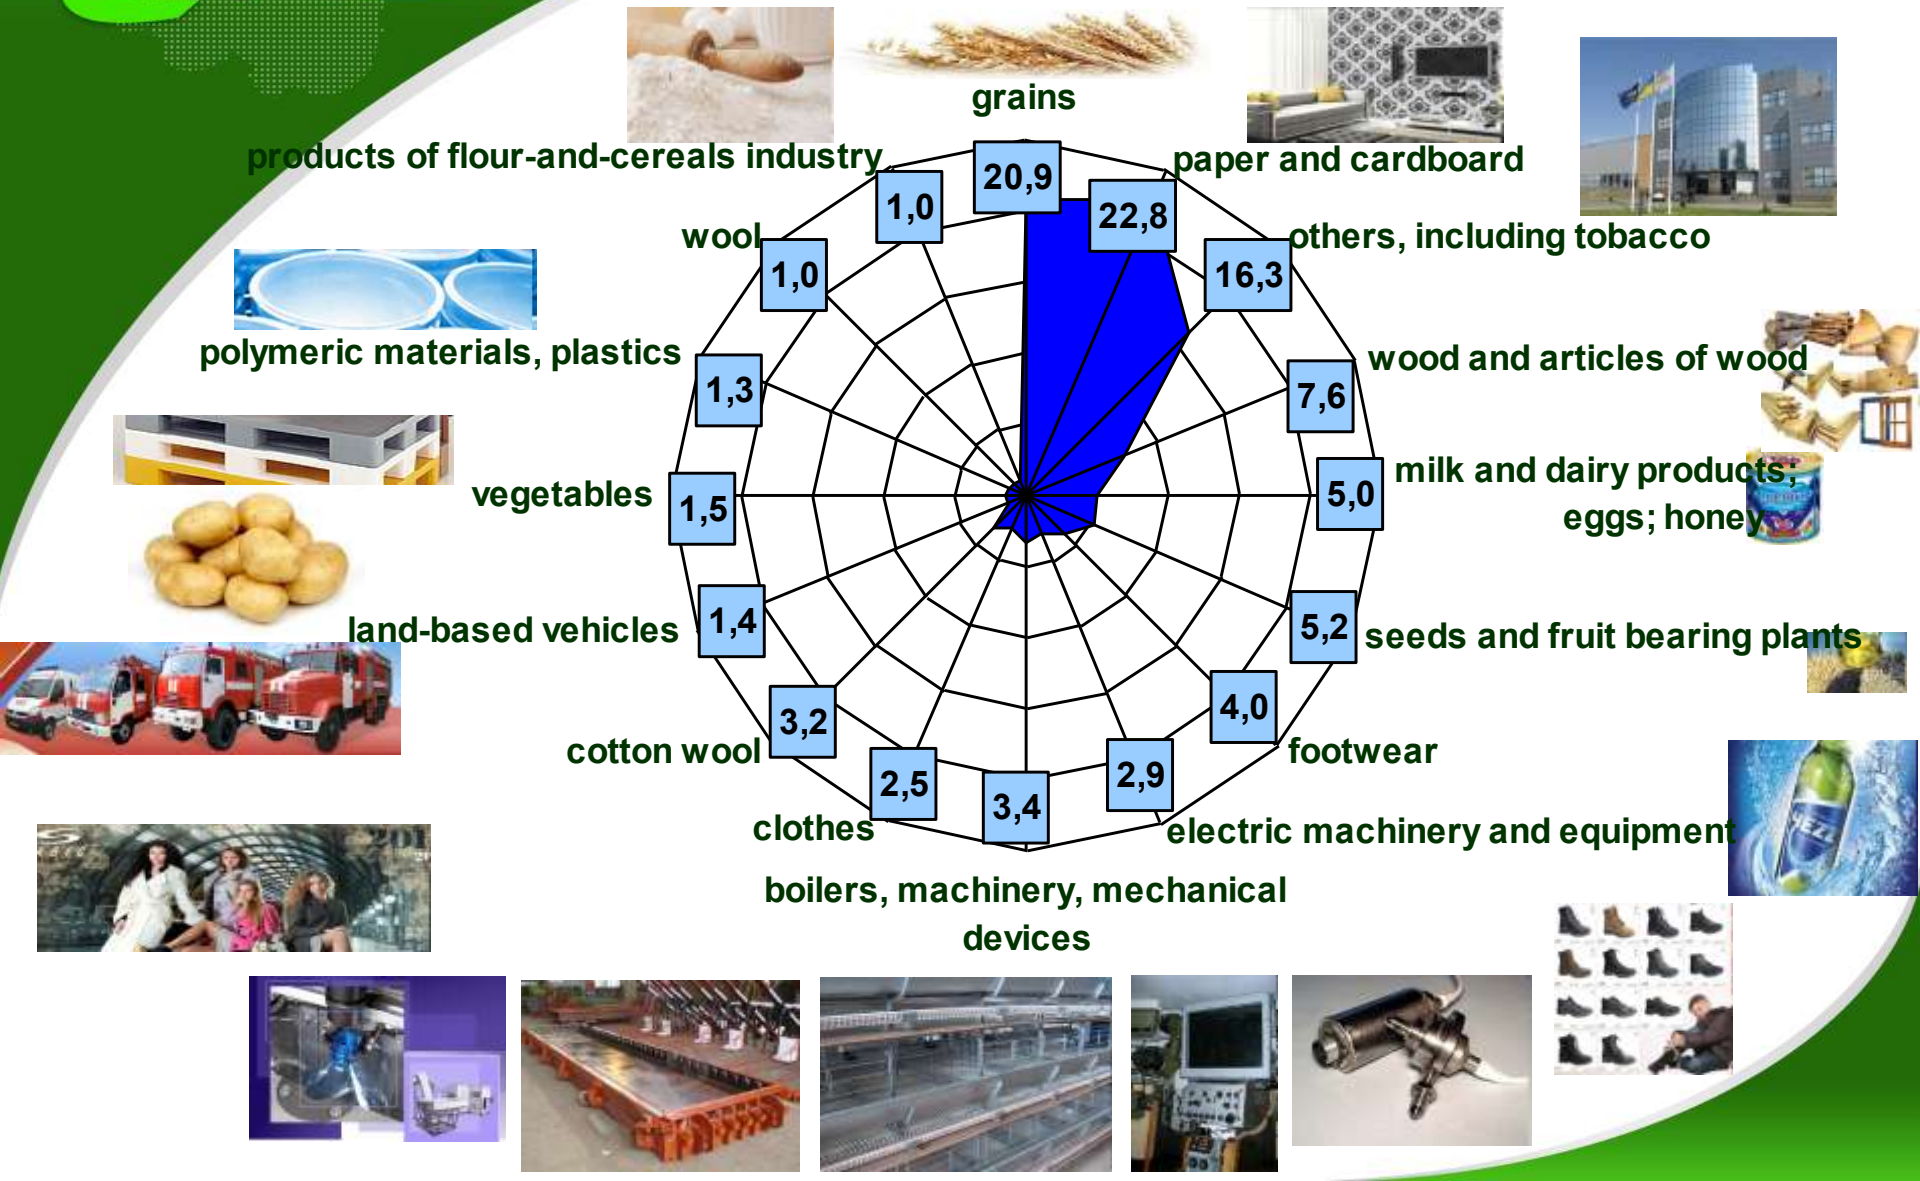 grains
products of flour-and-cereals industry
paper and cardboard
20,9
1,0
22,8
wool
others, including tobacco
1,0
16,3
polymeric materials, plastics
wood and articles of wood
1,3
7,6
vegetables
milk and dairy products;
eggs; honey
1,5
5,0
land-based vehicles
seeds and fruit bearing plants
1,4
5,2
3,2
4,0
cotton wool
footwear
2,5
3,4
2,9
clothes
electric machinery and equipment
boilers, machinery, mechanical
devices